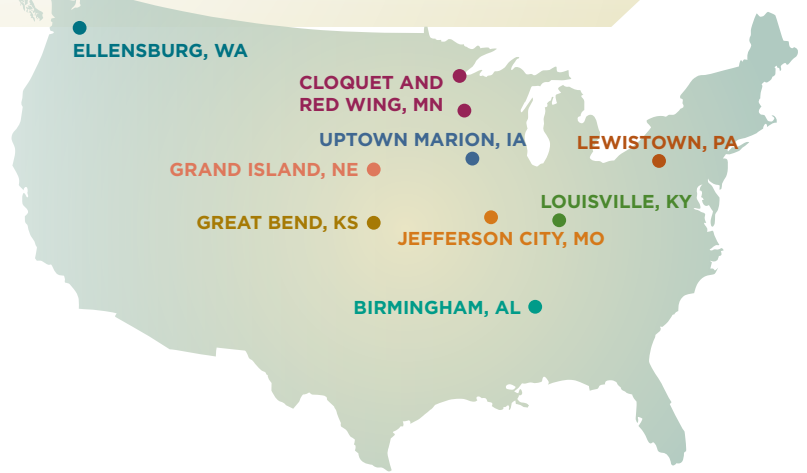 ELLENSBURG, WA
CLOQUET AND
RED WING, MN
UPTOWN MARION, IA
LEWISTOWN, PA
GRAND ISLAND, NE
LOUISVILLE, KY
GREAT BEND, KS
JEFFERSON CITY, MO
BIRMINGHAM, AL